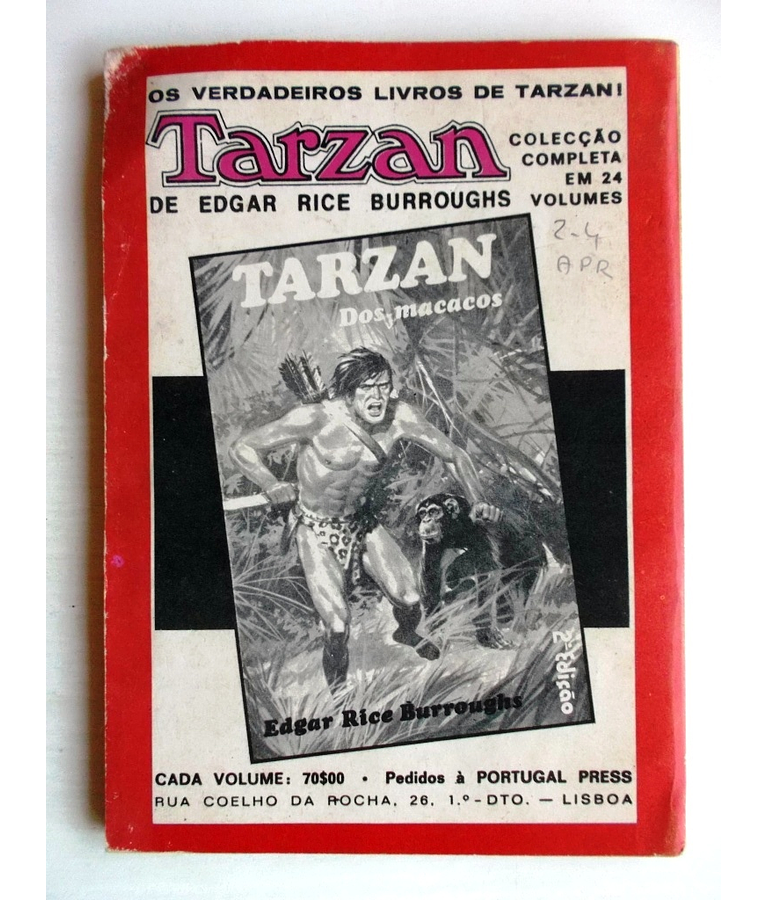 OS VERDADEIROS LIVROS DE TARZAN!
Tarzan
COLECÇÃO
COMPLETA
EM 24
VOLUMES
DE EDGAR RICE BURROUGHS
2-4
APR
TARZAN
Dos macacos
2ª Edição
Edgar Rice Burroughs
CADA VOLUME: 70$00 • Pedidos à PORTUGAL PRESS
RUA COELHO DA ROCHA, 26, 1.º - DTO. — LISBOA